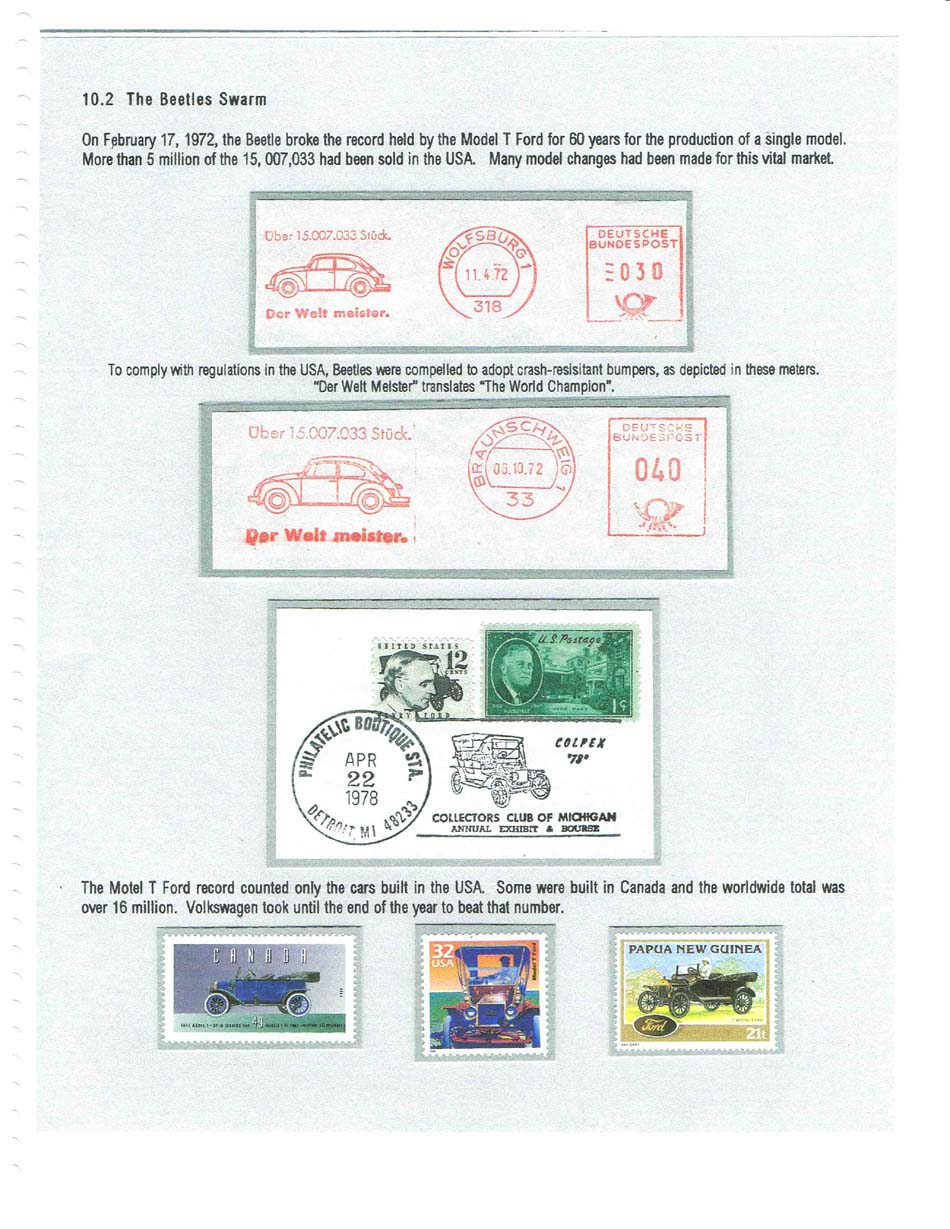 10.2 The Beetles Swarm
On February 17, 1972, the Beetle broke the record held by the Model T Ford for 60 years for the production of a single model.
More than 5 million of the 15, 007,033 had been sold in the USA. Many model changes had been made for this vital market.
Über 15.007.033 Stück.
Der Welt meister.
WOLFSBURG 1
11.4.72
318
DEUTSCHE
BUNDESPOST
030
To comply with regulations in the USA, Beetles were compelled to adopt crash-resisitant bumpers, as depicted in these meters.
"Der Welt Meister" translates "The World Champion".
Über 15.007.033 Stück.
Der Welt meister.
BRAUNSCHWEIG 1
06.10.72
33
DEUTSCHE
BUNDESPOST
040
UNITED STATES
12
CENTS
HENRY FORD
U.S. Postage
ROOSEVELT HYDE PARK
1¢
PHILATELIC BOUTIQUE STA.
APR
22
1978
DETROIT, MI 48233
COLPEX
'78"
COLLECTORS CLUB OF MICHIGAN
ANNUAL EXHIBIT & BOURSE
The Motel T Ford record counted only the cars built in the USA. Some were built in Canada and the worldwide total was
over 16 million. Volkswagen took until the end of the year to beat that number.
CANADA
49
32
USA
Model T Ford
PAPUA NEW GUINEA
T MODEL FORD
Ford
21t